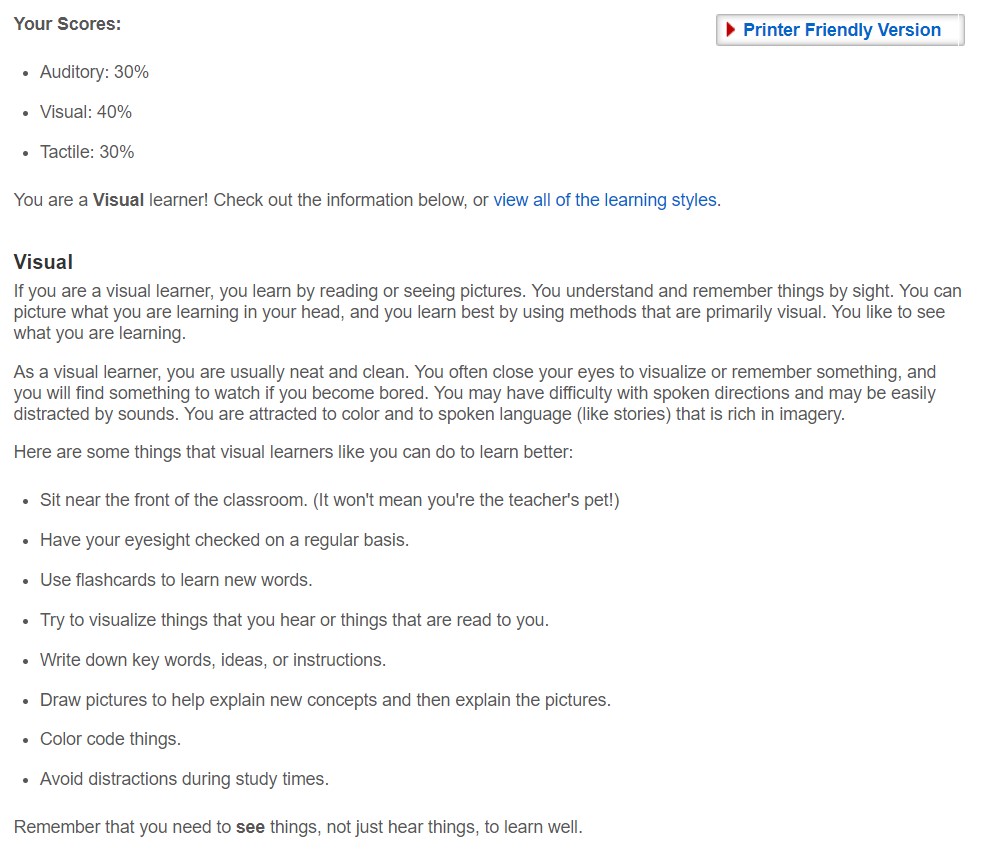 Your Scores:
Printer Friendly Version
• Auditory: 30%
• Visual: 40%
• Tactile: 30%
You are a Visual learner! Check out the information below, or view all of the learning styles.
Visual
If you are a visual learner, you learn by reading or seeing pictures. You understand and remember things by sight. You can
picture what you are learning in your head, and you learn best by using methods that are primarily visual. You like to see
what you are learning.
As a visual learner, you are usually neat and clean. You often close your eyes to visualize or remember something, and
you will find something to watch if you become bored. You may have difficulty with spoken directions and may be easily
distracted by sounds. You are attracted to color and to spoken language (like stories) that is rich in imagery.
Here are some things that visual learners like you can do to learn better:
• Sit near the front of the classroom. (It won't mean you're the teacher's pet!)
• Have your eyesight checked on a regular basis.
• Use flashcards to learn new words.
• Try to visualize things that you hear or things that are read to you.
• Write down key words, ideas, or instructions.
• Draw pictures to help explain new concepts and then explain the pictures.
• Color code things.
• Avoid distractions during study times.
Remember that you need to see things, not just hear things, to learn well.